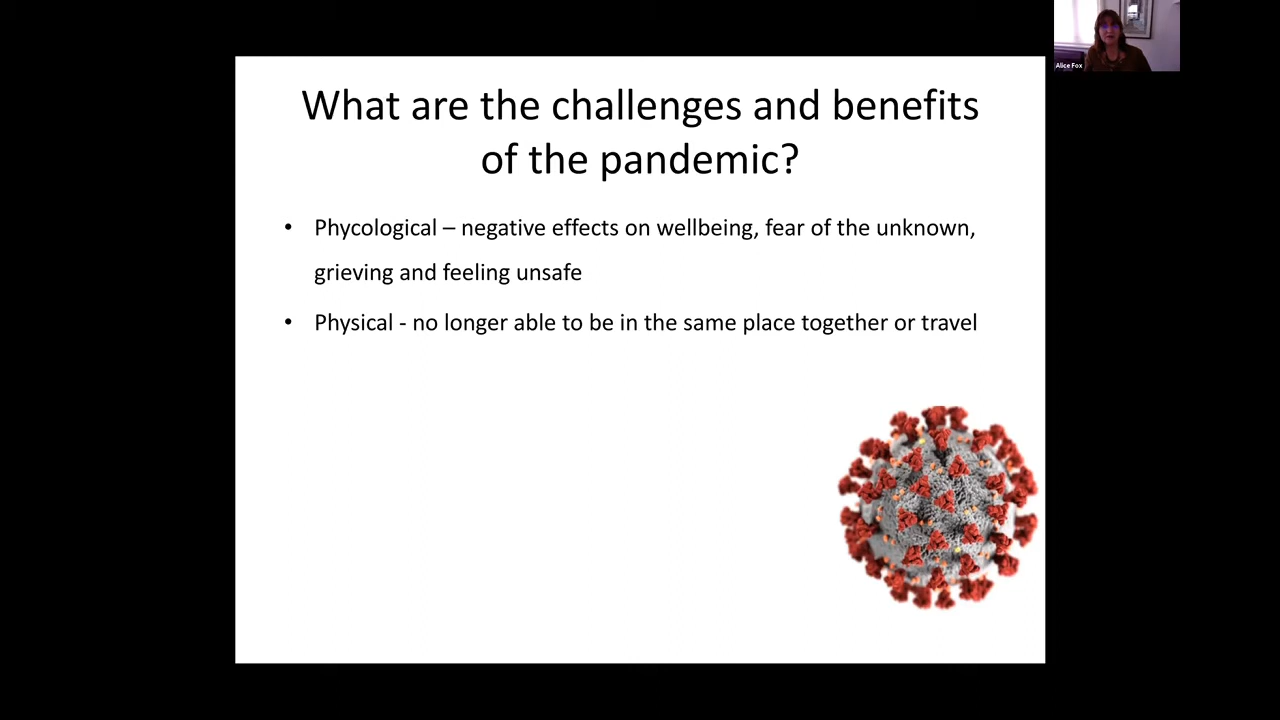 What are the challenges and benefits
of the pandemic?
• Phycological – negative effects on wellbeing, fear of the unknown,
grieving and feeling unsafe
• Physical - no longer able to be in the same place together or travel
Alice Fox